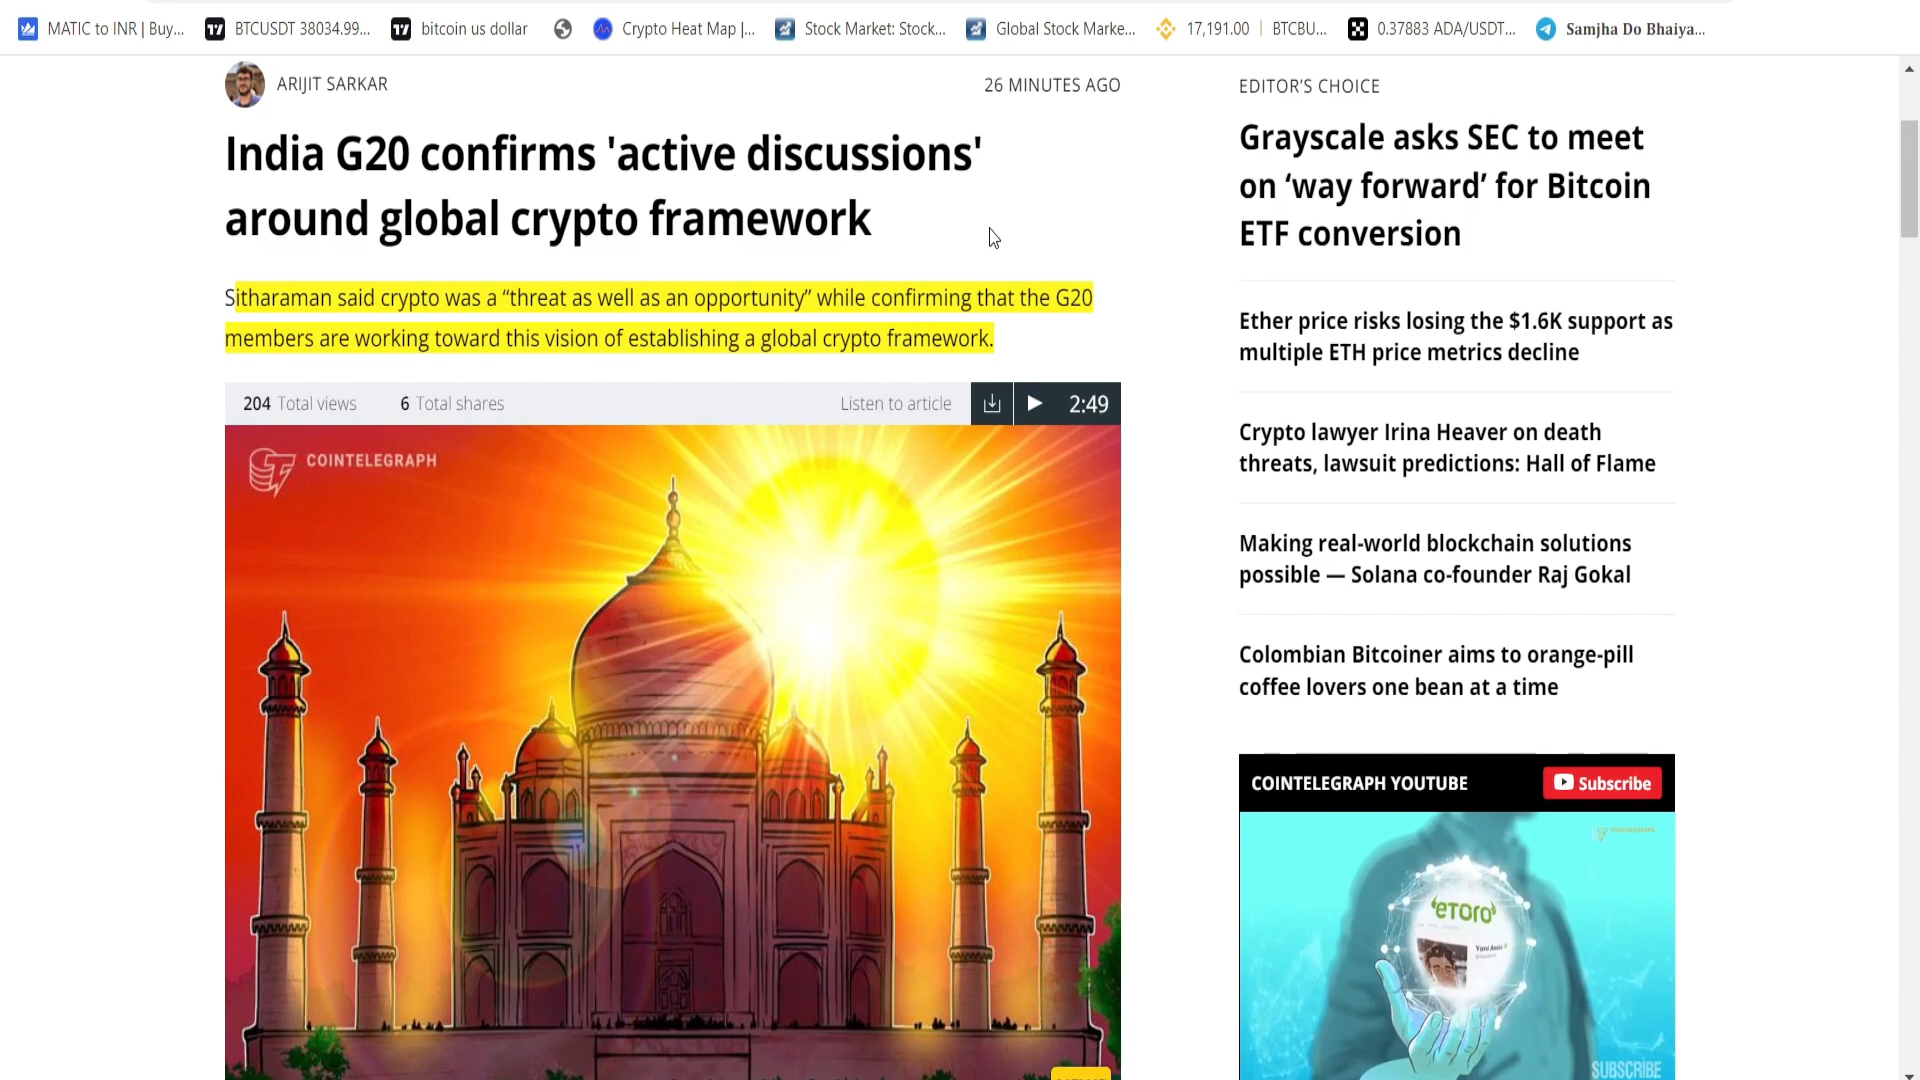 MATIC to INR | Buy...
BTCUSDT 38034.99...
bitcoin us dollar
Crypto Heat Map |...
Stock Market: Stock...
Global Stock Marke...
17,191.00 | BTCBU...
0.37883 ADA/USDT...
Samjha Do Bhaiya...
ARIJIT SARKAR
26 MINUTES AGO
India G20 confirms 'active discussions'
around global crypto framework
Sitharaman said crypto was a “threat as well as an opportunity” while confirming that the G20
members are working toward this vision of establishing a global crypto framework.
204 Total views
6 Total shares
Listen to article
2:49
COINTELEGRAPH
EDITOR’S CHOICE
Grayscale asks SEC to meet
on ‘way forward’ for Bitcoin
ETF conversion
Ether price risks losing the $1.6K support as
multiple ETH price metrics decline
Crypto lawyer Irina Heaver on death
threats, lawsuit predictions: Hall of Flame
Making real-world blockchain solutions
possible — Solana co-founder Raj Gokal
Colombian Bitcoiner aims to orange-pill
coffee lovers one bean at a time
COINTELEGRAPH YOUTUBE
Subscribe
COINTELEGRAPH
eToro
Yoni Assia
SUBSCRIBE